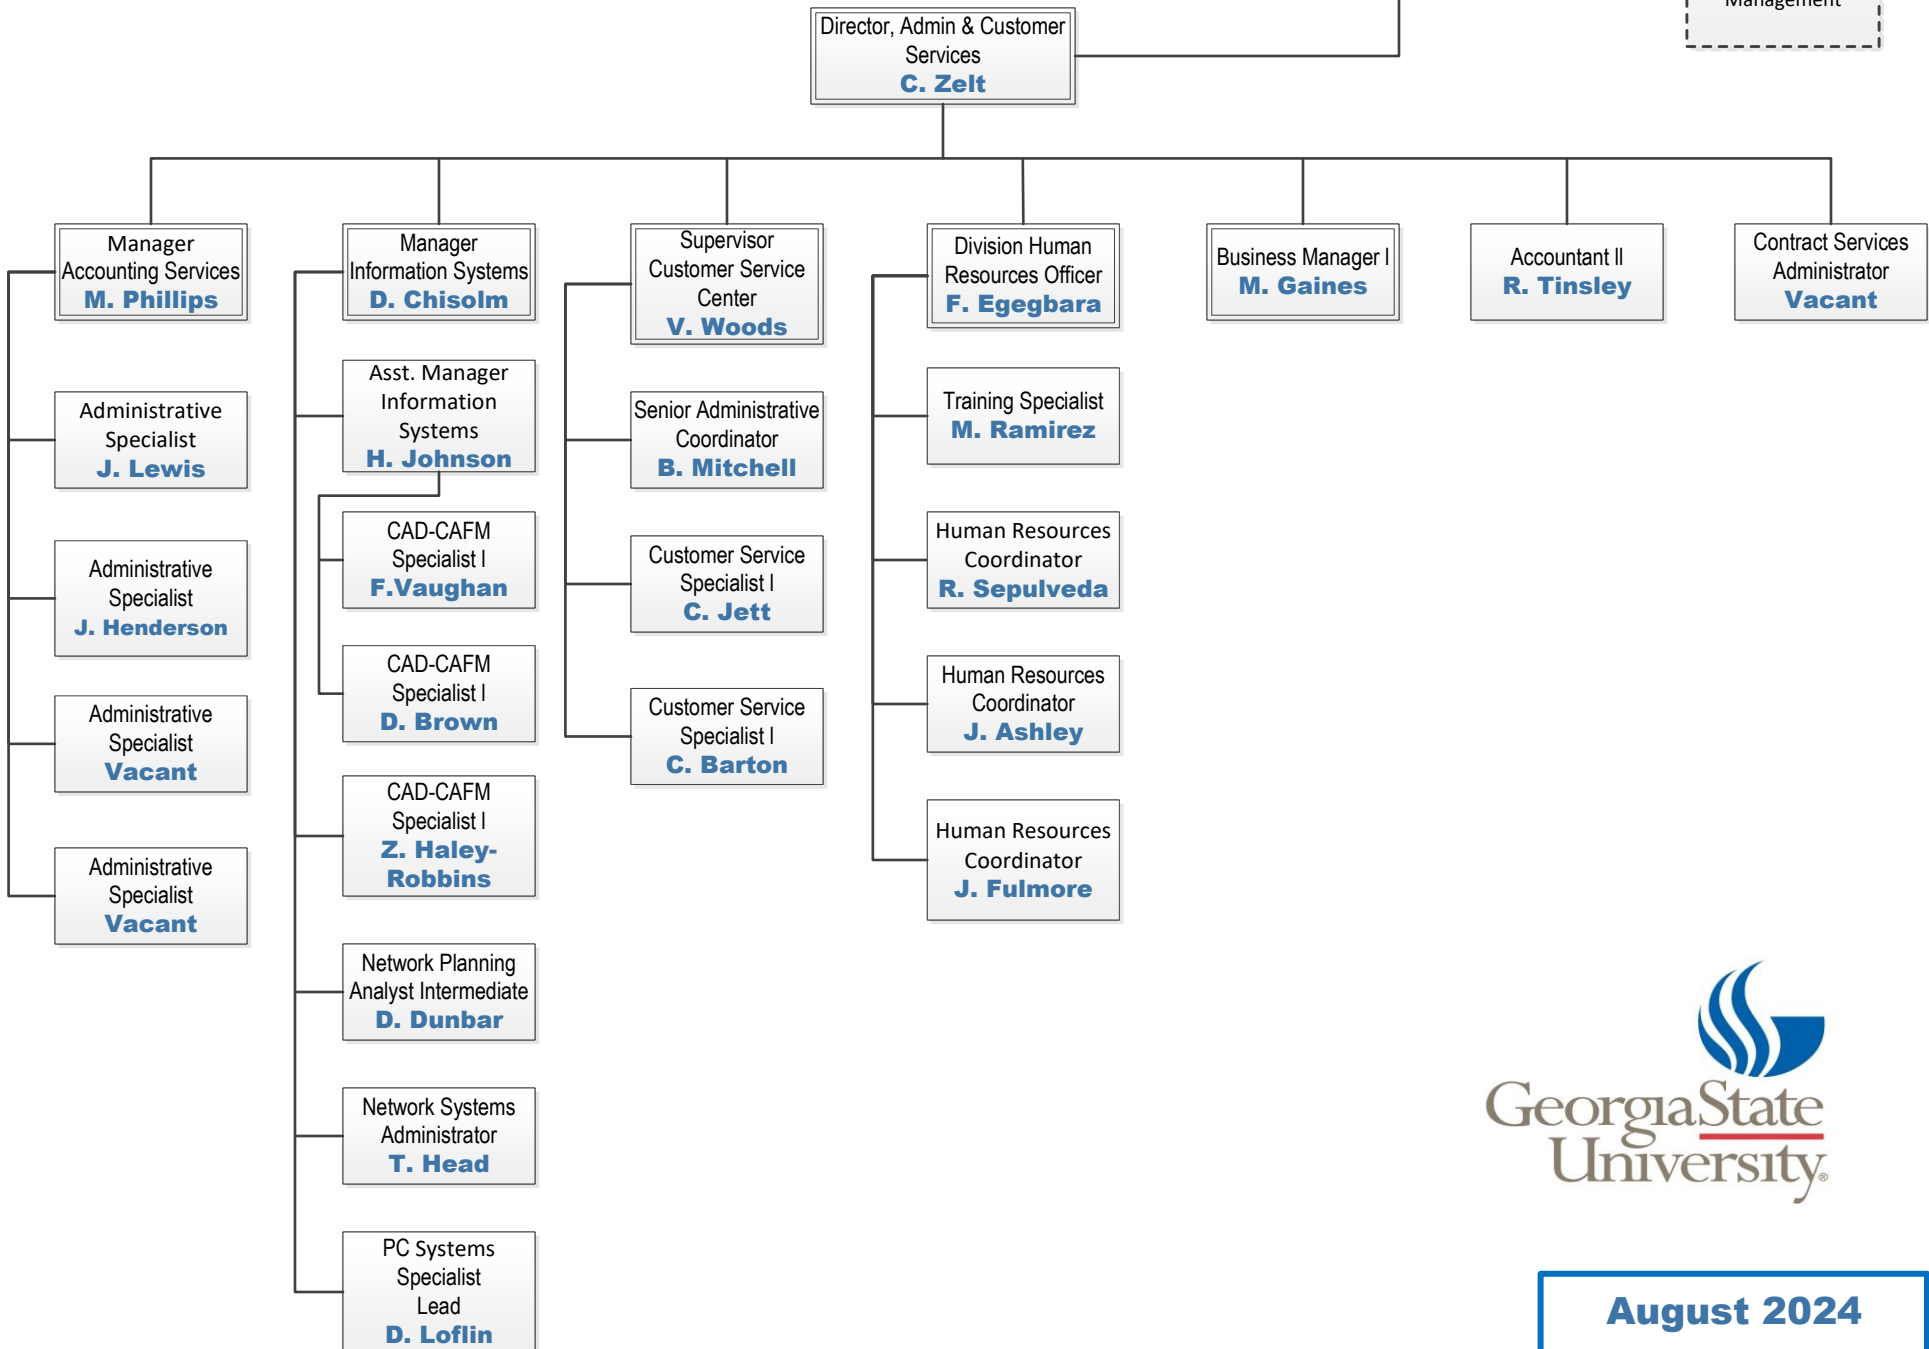 Management
Director, Admin & Customer
Services
C. Zelt
Manager
Accounting Services
M. Phillips
Administrative
Specialist
J. Lewis
Administrative
Specialist
J. Henderson
Administrative
Specialist
Vacant
Administrative
Specialist
Vacant
Manager
Information Systems
D. Chisolm
Asst. Manager
Information
Systems
H. Johnson
CAD-CAFM
Specialist I
F.Vaughan
CAD-CAFM
Specialist I
D. Brown
CAD-CAFM
Specialist I
Z. Haley-
Robbins
Network Planning
Analyst Intermediate
D. Dunbar
Network Systems
Administrator
T. Head
PC Systems
Specialist
Lead
D. Loflin
Supervisor
Customer Service
Center
V. Woods
Senior Administrative
Coordinator
B. Mitchell
Customer Service
Specialist I
C. Jett
Customer Service
Specialist I
C. Barton
Division Human
Resources Officer
F. Egegbara
Training Specialist
M. Ramirez
Human Resources
Coordinator
R. Sepulveda
Human Resources
Coordinator
J. Ashley
Human Resources
Coordinator
J. Fulmore
Business Manager I
M. Gaines
Accountant II
R. Tinsley
Contract Services
Administrator
Vacant
GeorgiaState
University®
August 2024